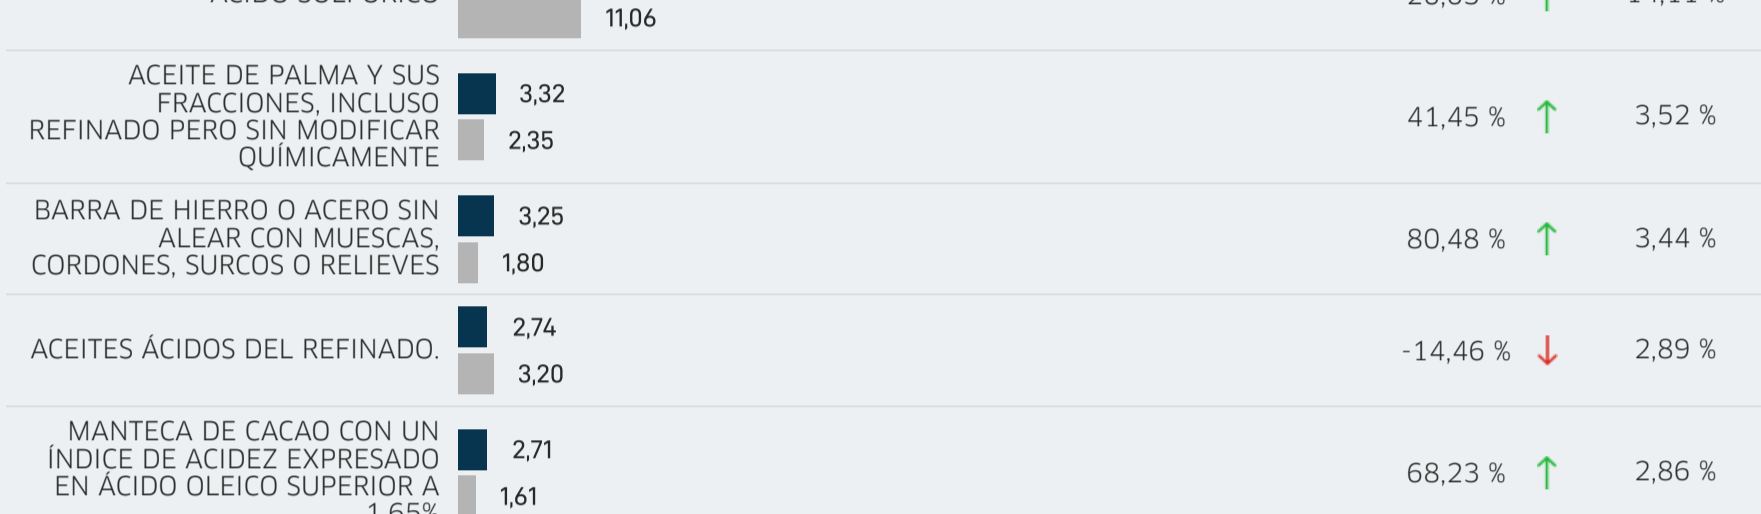 11,06
ACEITE DE PALMA Y SUS
FRACCIONES, INCLUSO
REFINADO PERO SIN MODIFICAR
QUÍMICAMENTE
3,32
2,35
41,45 %
3,52 %
BARRA DE HIERRO O ACERO SIN
ALEAR CON MUESCAS,
CORDONES, SURCOS O RELIEVES
3,25
1,80
80,48 %
3,44 %
ACEITES ÁCIDOS DEL REFINADO.
2,74
3,20
-14,46 %
2,89 %
MANTECA DE CACAO CON UN
ÍNDICE DE ACIDEZ EXPRESADO
EN ÁCIDO OLEICO SUPERIOR A
1,65%
2,71
1,61
68,23 %
2,86 %